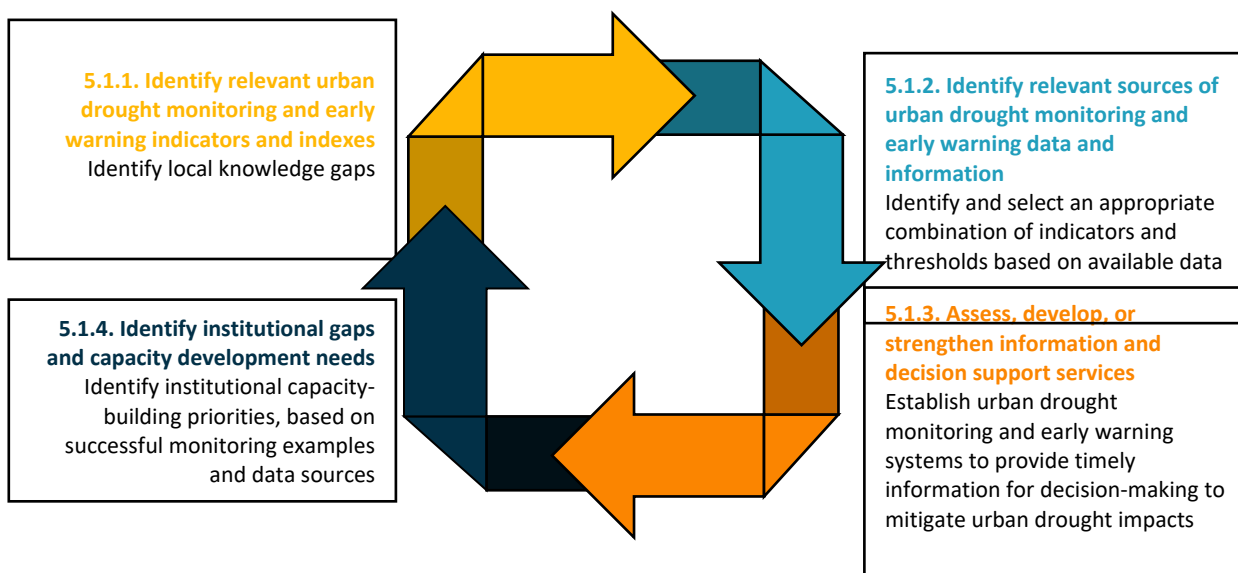 5.1.1. Identify relevant urban
drought monitoring and early
warning indicators and indexes
Identify local knowledge gaps
5.1.2. Identify relevant sources of
urban drought monitoring and
early warning data and
information
Identify and select an appropriate
combination of indicators and
thresholds based on available data
5.1.3. Assess, develop, or
strengthen information and
decision support services
Establish urban drought
monitoring and early warning
systems to provide timely
information for decision-making to
mitigate urban drought impacts
5.1.4. Identify institutional gaps
and capacity development needs
Identify institutional capacity-
building priorities, based on
successful monitoring examples
and data sources